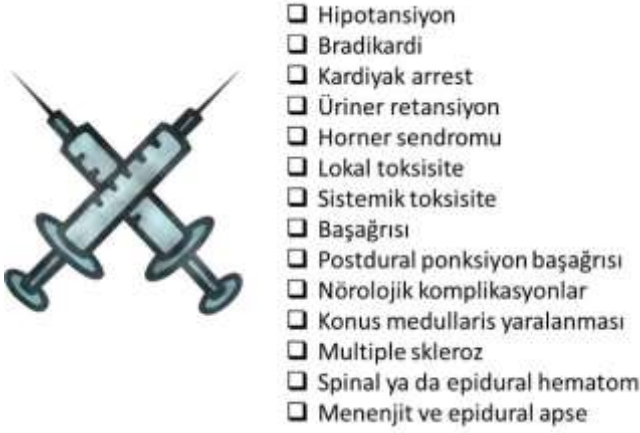 ❑ Hipotansiyon
❑ Bradikardi
❑ Kardiyak arrest
❑ Üriner retansiyon
❑ Horner sendromu
❑ Lokal toksisite
❑ Sistemik toksisite
❑ Başağrısı
❑ Postdural ponksiyon başağrısı
❑ Nörolojik komplikasyonlar
❑ Konus medullaris yaralanması
❑ Multiple skleroz
❑ Spinal ya da epidural hematom
❑ Menenjit ve epidural apse